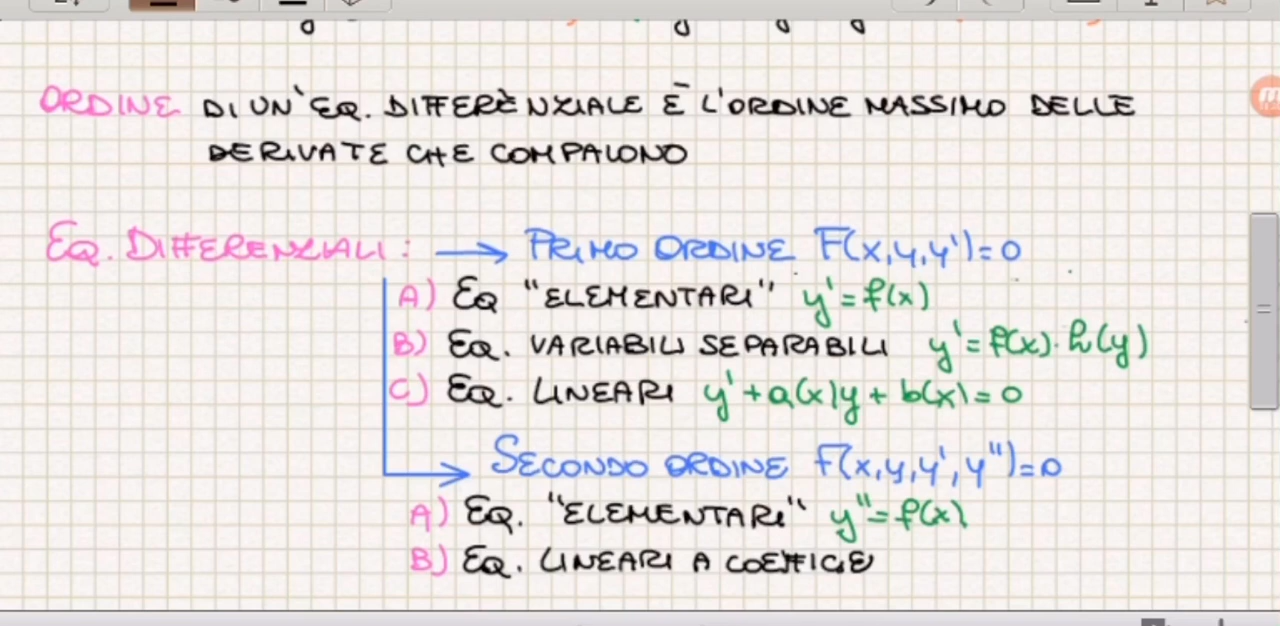 ORDINE DI UN'EQ. DIFFERENZIALE È L'ORDINE MASSIMO DELLE
DERIVATE CHE COMPAIONO
EQ. DIFFERENZIALI: → PRIMO ORDINE F(x,y,y')=0
A) EQ "ELEMENTARI" y'=f(x)
B) EQ. VARIABILI SEPARABILI y'=f(x)·h(y)
C) EQ. LINEARI y'+a(x)y+b(x)=0
→ SECONDO ORDINE F(x,y,y',y")=0
A) EQ. "ELEMENTARI" y"=f(x)
B) EQ. LINEARI A COEFFICIE